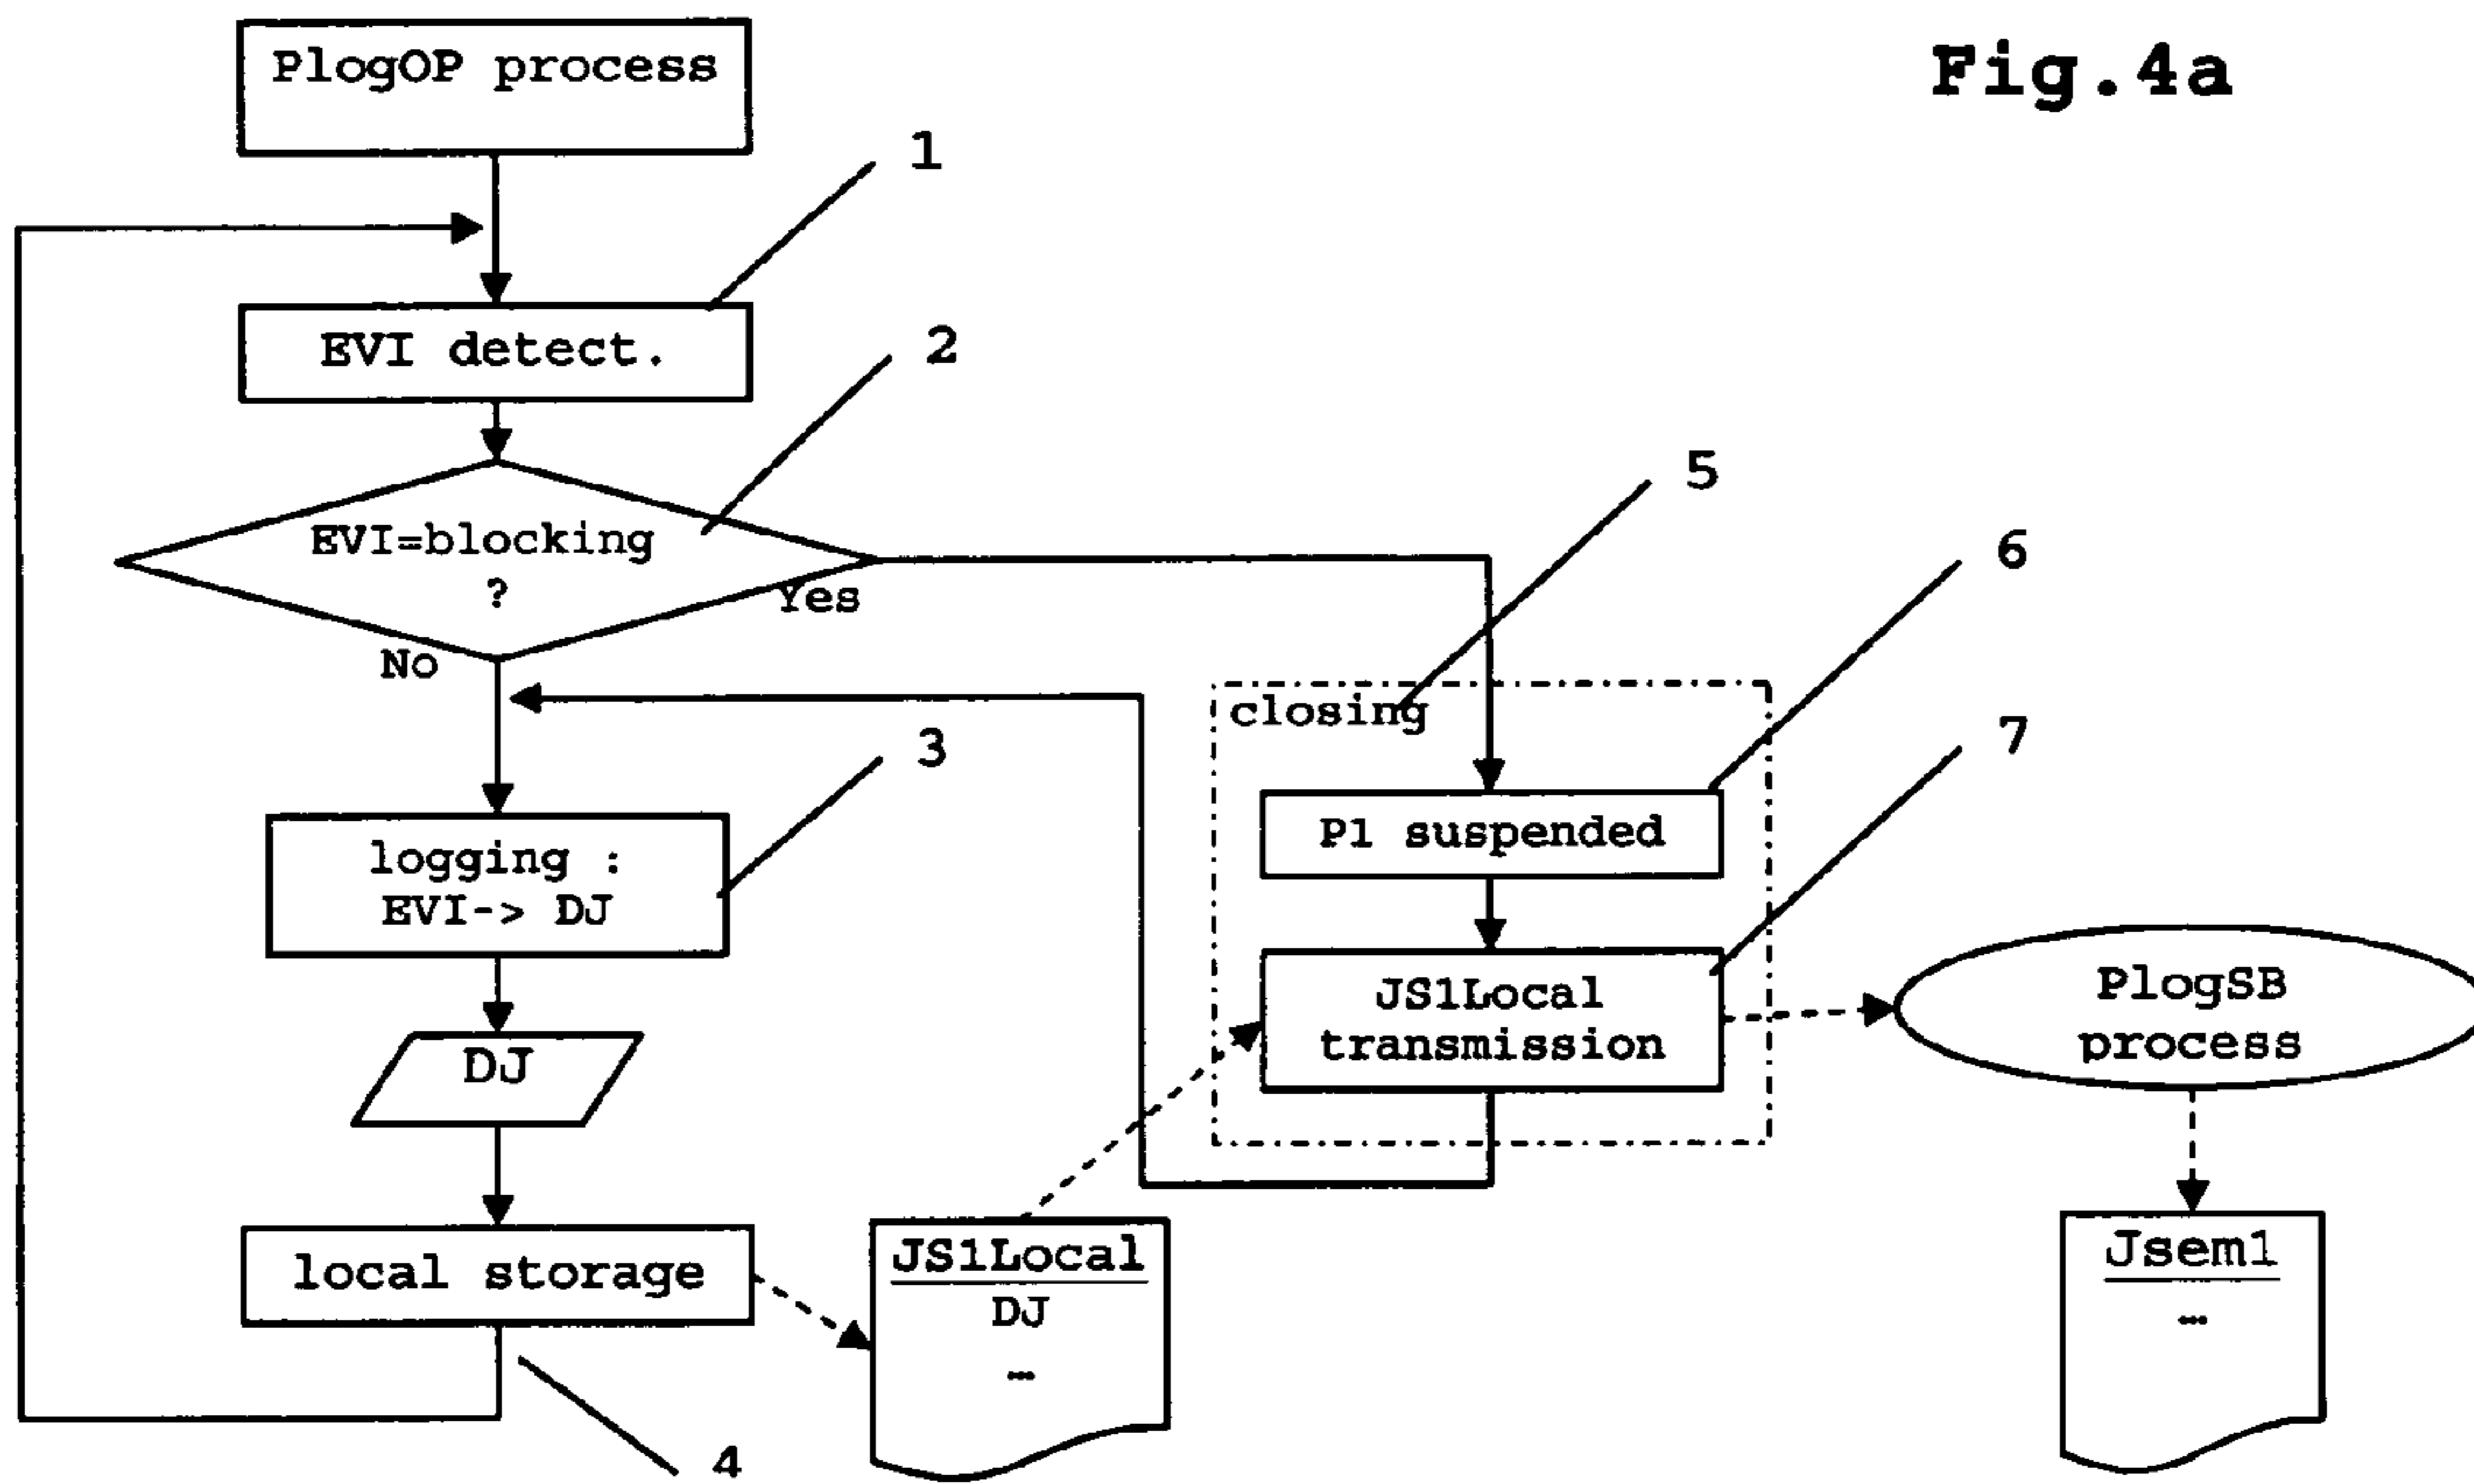 PlogOP process
Fig.4a
1
EVI detect.
2
EVI=blocking
?
Yes
No
5
6
closing
7
3
P1 suspended
logging :
EVI-> DJ
JS1Local
transmission
PlogSB
process
DJ
local storage
JS1Local
DJ
…
Jsem1
…
4